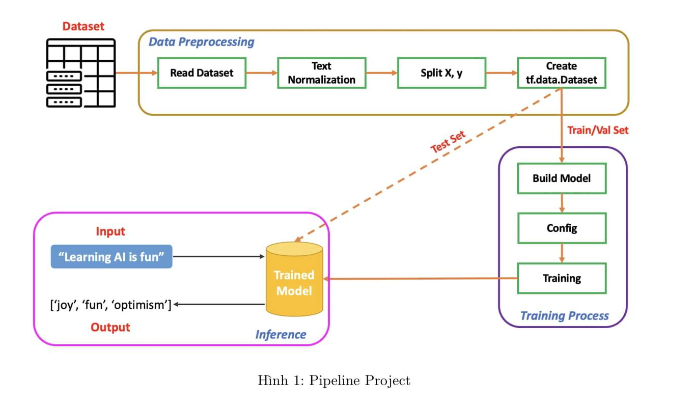 Dataset
Data Preprocessing
Read Dataset
Text
Normalization
Split X, y
Create
tf.data.Dataset
Test Set
Train/Val Set
Build Model
Config
Training
Training Process
Input
“Learning AI is fun”
Trained
Model
['joy', 'fun', 'optimism']
Output
Inference
Hình 1: Pipeline Project